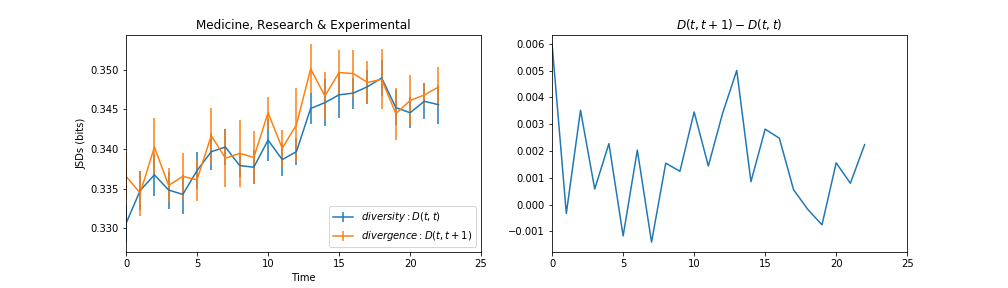 Medicine, Research & Experimental
0.350
0.345
0.340
0.335
0.330
JSDs (bits)
0 5 10 15 20 25
Time
diversity: D(t, t)
divergence: D(t, t+1)
D(t, t+1) − D(t, t)
0.006
0.005
0.004
0.003
0.002
0.001
0.000
−0.001
0 5 10 15 20 25